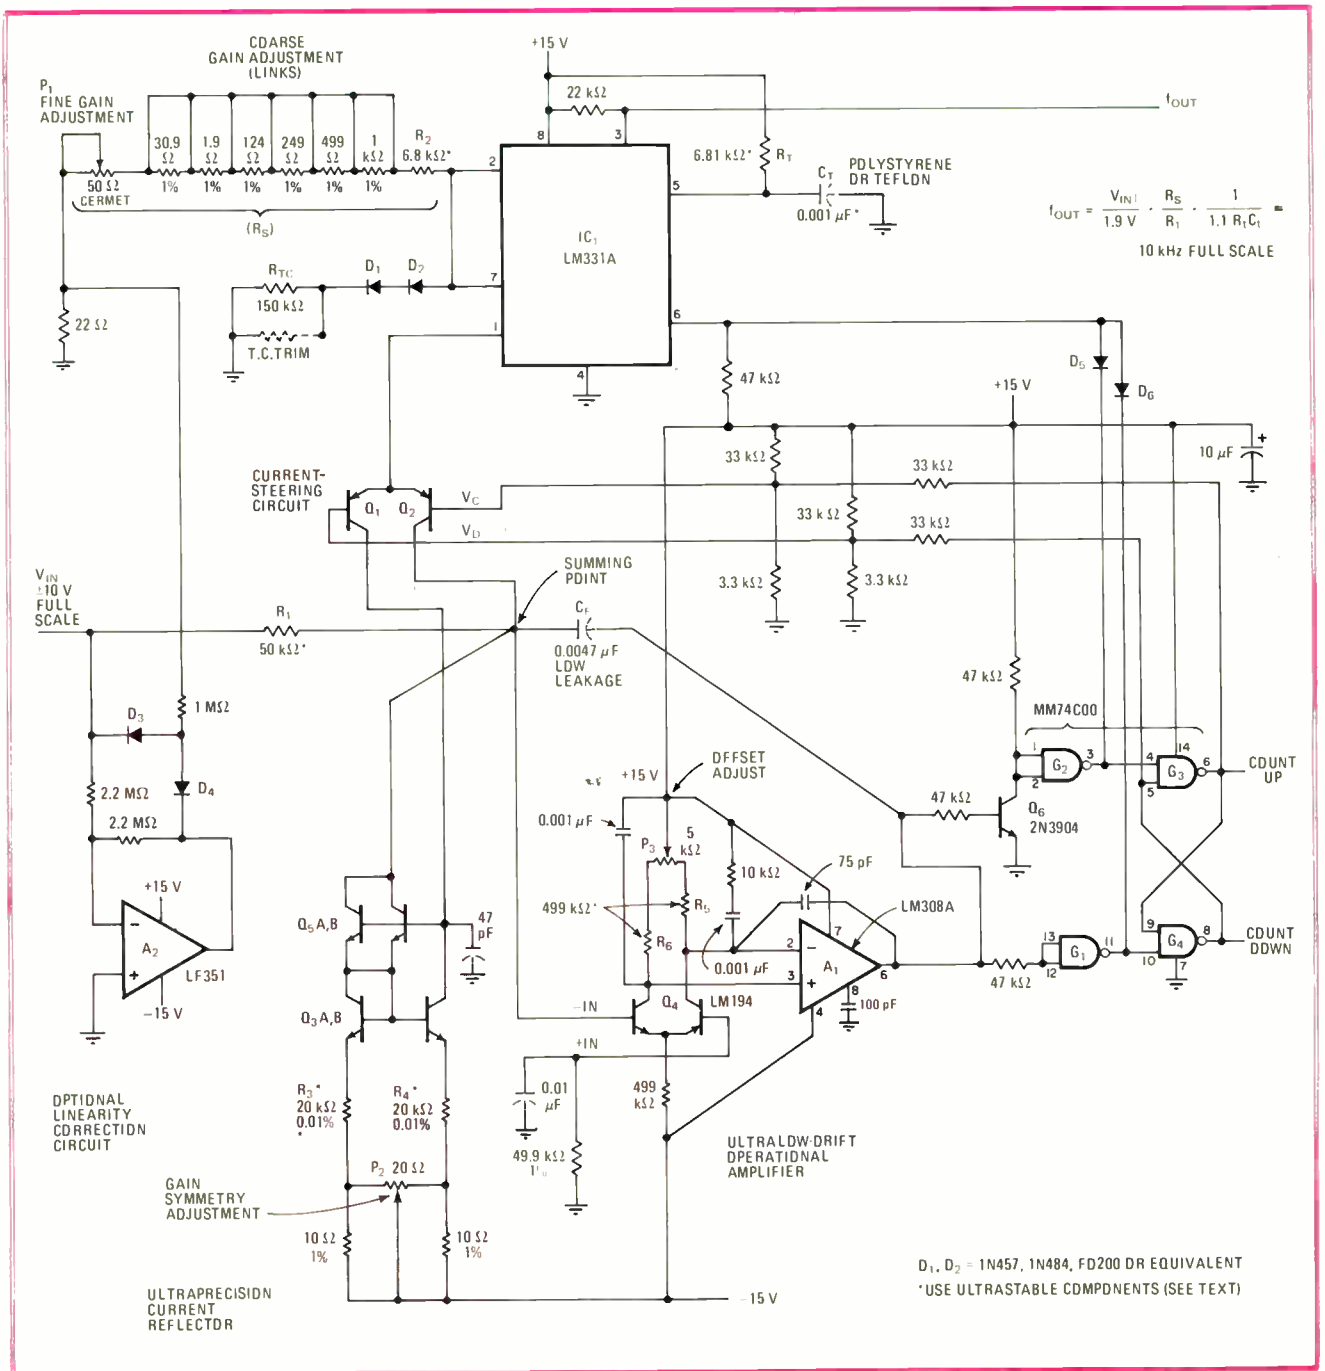 COARSE
GAIN ADJUSTMENT
(LINKS)
P1
FINE GAIN
ADJUSTMENT
50 Ω
CERMET
30.9
Ω
1%
1.9
Ω
1%
124
Ω
1%
249
Ω
1%
499
Ω
1%
1
kΩ
1%
R2
6.8 kΩ*
(RS)
22 Ω
RTC
150 kΩ
T.C.TRIM
D1
D2
+15 V
22 kΩ
8
3
2
7
1
4
5
6
IC1
LM331A
6.81 kΩ*
RT
CT
0.001 μF*
POLYSTYRENE
OR TEFLON
fOUT
fOUT = VIN/1.9 V · RS/R1 · 1/1.1 RtCt =
10 kHz FULL SCALE
47 kΩ
D5
D6
+15 V
10 μF
+
33 kΩ
33 kΩ
33 kΩ
33 kΩ
3.3 kΩ
3.3 kΩ
CURRENT-
STEERING
CIRCUIT
Q1
Q2
VC
VD
SUMMING
POINT
VIN
±10 V
FULL
SCALE
R1
50 kΩ*
CF
0.0047 μF
LOW
LEAKAGE
1 MΩ
D3
D4
2.2 MΩ
2.2 MΩ
+15 V
−
+
A2
LF351
−15 V
OPTIONAL
LINEARITY
CORRECTION
CIRCUIT
Q5A,B
Q3A,B
47
pF
R3*
20 kΩ
0.01%
*
R4*
20 kΩ
0.01%
P2 20 Ω
GAIN
SYMMETRY
ADJUSTMENT
10 Ω
1%
10 Ω
1%
ULTRAPRECISION
CURRENT
REFLECTOR
−15 V
OFFSET
ADJUST
+15 V
0.001 μF
P3
5
kΩ
499 kΩ*
R5
R6
10 kΩ
0.001 μF
75 pF
LM308A
2
−
3
+
A1
7
6
8
4
100 pF
Q4
LM194
−IN
+IN
0.01
μF
49.9 kΩ
499
kΩ
ULTRALOW-DRIFT
OPERATIONAL
AMPLIFIER
47 kΩ
47 kΩ
47 kΩ
Q6
2N3904
MM74C00
1
2
G2
3
4
5
G3
14
6
COUNT
UP
13
12
G1
11
9
10
G4
7
8
COUNT
DOWN
D1, D2 = 1N457, 1N484, FD200 OR EQUIVALENT
*USE ULTRASTABLE COMPONENTS (SEE TEXT)